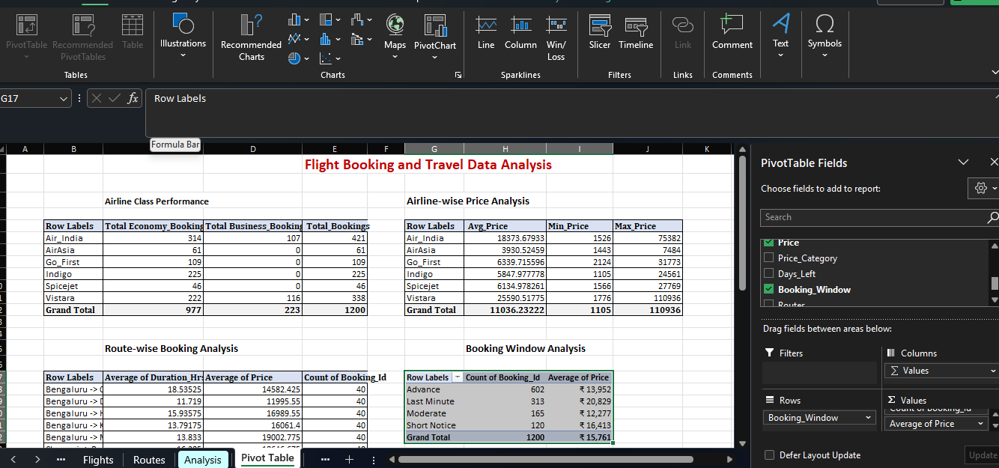 PivotTable
Recommended PivotTables
Table
Illustrations
Recommended Charts
Maps
PivotChart
Line
Column
Win/Loss
Slicer
Timeline
Link
Comment
Text
Symbols
Tables
Charts
Sparklines
Filters
Links
Comments
G17
fx
Row Labels
Formula Bar
A B D E F G H I J K
Flight Booking and Travel Data Analysis
Airline Class Performance
Row Labels Total Economy_Booking Total Business_Booking Total_Bookings
Air_India 314 107 421
AirAsia 61 0 61
Go_First 109 0 109
Indigo 225 0 225
Spicejet 46 0 46
Vistara 222 116 338
Grand Total 977 223 1200
Airline-wise Price Analysis
Row Labels Avg_Price Min_Price Max_Price
Air_India 18373.67933 1526 75382
AirAsia 3930.52459 1443 7484
Go_First 6339.715596 2124 31773
Indigo 5847.977778 1105 24561
Spicejet 6134.978261 1566 27769
Vistara 25590.51775 1776 110936
Grand Total 11036.23222 1105 110936
Route-wise Booking Analysis
Row Labels Average of Duration_Hrs Average of Price Count of Booking_Id
Bengaluru -> 18.53525 14582.425 40
Bengaluru -> 11.719 11995.55 40
Bengaluru -> 15.93575 16989.55 40
Bengaluru -> 13.79175 16061.4 40
Bengaluru -> 13.833 19002.775 40
Booking Window Analysis
Row Labels Count of Booking_Id Average of Price
Advance 602 ₹ 13,952
Last Minute 313 ₹ 20,829
Moderate 165 ₹ 12,277
Short Notice 120 ₹ 16,413
Grand Total 1200 ₹ 15,761
PivotTable Fields
Choose fields to add to report:
Search
Price
Price_Category
Days_Left
Booking_Window
Routes
Drag fields between areas below:
Filters
Columns
Σ Values
Rows
Σ Values
Booking_Window
Count of Booking_Id
Average of Price
Defer Layout Update
Update
Flights
Routes
Analysis
Pivot Table